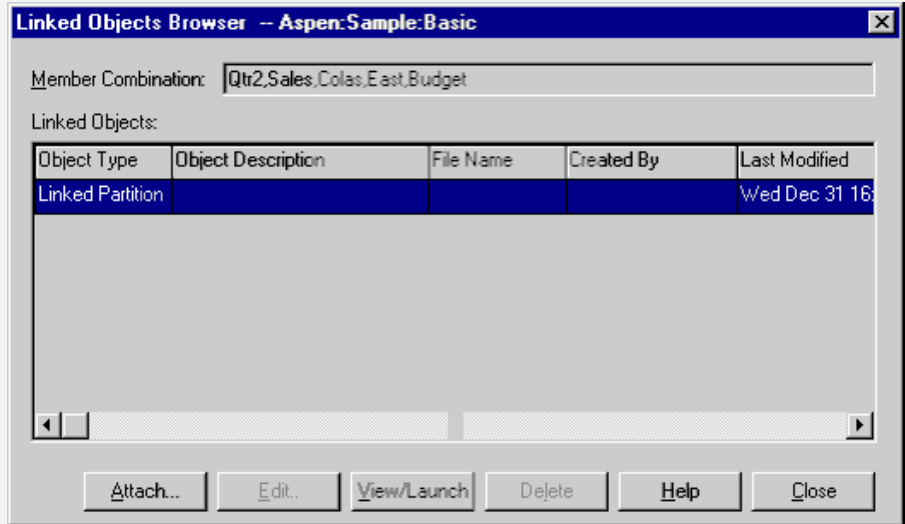 Linked Objects Browser -- Aspen:Sample:Basic
Member Combination: Qtr2,Sales,Colas,East,Budget
Linked Objects:
Object Type Object Description File Name Created By Last Modified
Linked Partition Wed Dec 31 16:
Attach... Edit.. View/Launch Delete Help Close